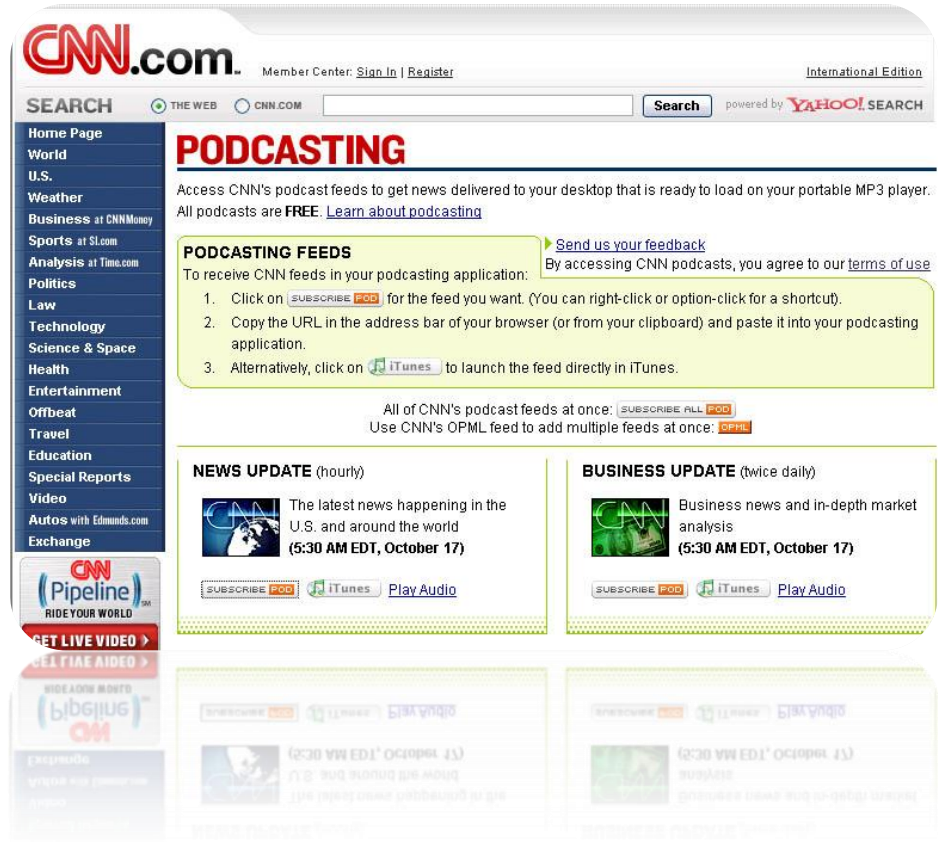 CNN.com
Member Center: Sign In | Register
International Edition
SEARCH THE WEB CNN.COM Search powered by YAHOO! SEARCH
Home Page
World
U.S.
Weather
Business at CNNMoney
Sports at SI.com
Analysis at Time.com
Politics
Law
Technology
Science & Space
Health
Entertainment
Offbeat
Travel
Education
Special Reports
Video
Autos with Edmunds.com
Exchange
CNN
Pipeline SM
RIDE YOUR WORLD
GET LIVE VIDEO
PODCASTING
Access CNN's podcast feeds to get news delivered to your desktop that is ready to load on your portable MP3 player.
All podcasts are FREE. Learn about podcasting
PODCASTING FEEDS
To receive CNN feeds in your podcasting application:
Send us your feedback
By accessing CNN podcasts, you agree to our terms of use
1. Click on SUBSCRIBE POD for the feed you want. (You can right-click or option-click for a shortcut).
2. Copy the URL in the address bar of your browser (or from your clipboard) and paste it into your podcasting
application.
3. Alternatively, click on iTunes to launch the feed directly in iTunes.
All of CNN's podcast feeds at once: SUBSCRIBE ALL POD
Use CNN's OPML feed to add multiple feeds at once: OPML
NEWS UPDATE (hourly)
CNN
The latest news happening in the
U.S. and around the world
(5:30 AM EDT, October 17)
SUBSCRIBE POD iTunes Play Audio
BUSINESS UPDATE (twice daily)
CNN
Business news and in-depth market
analysis
(5:30 AM EDT, October 17)
SUBSCRIBE POD iTunes Play Audio